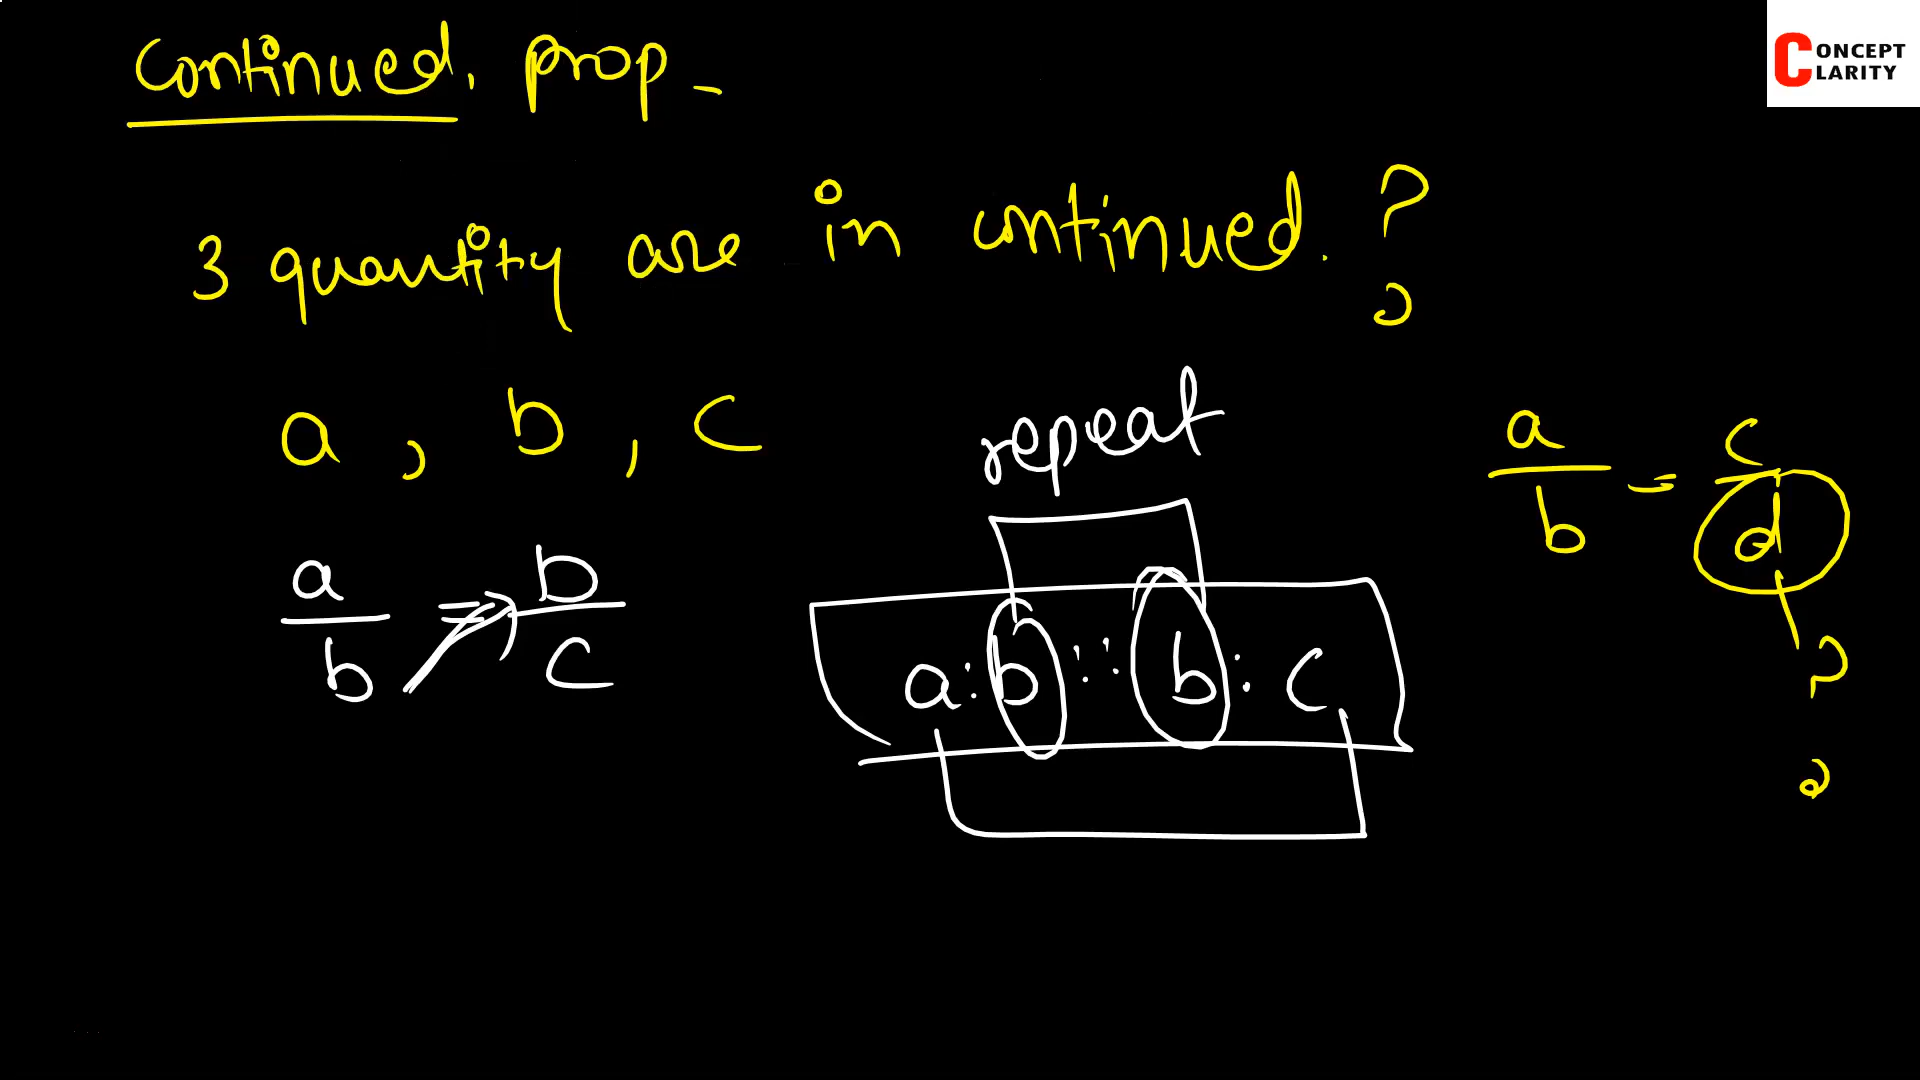 Continued. prop -
CONCEPT
CLARITY
3 quantity are in continued. ?
a , b , c
repeat
a/b = c/d
?
a/b = b/c
a : b :: b : c